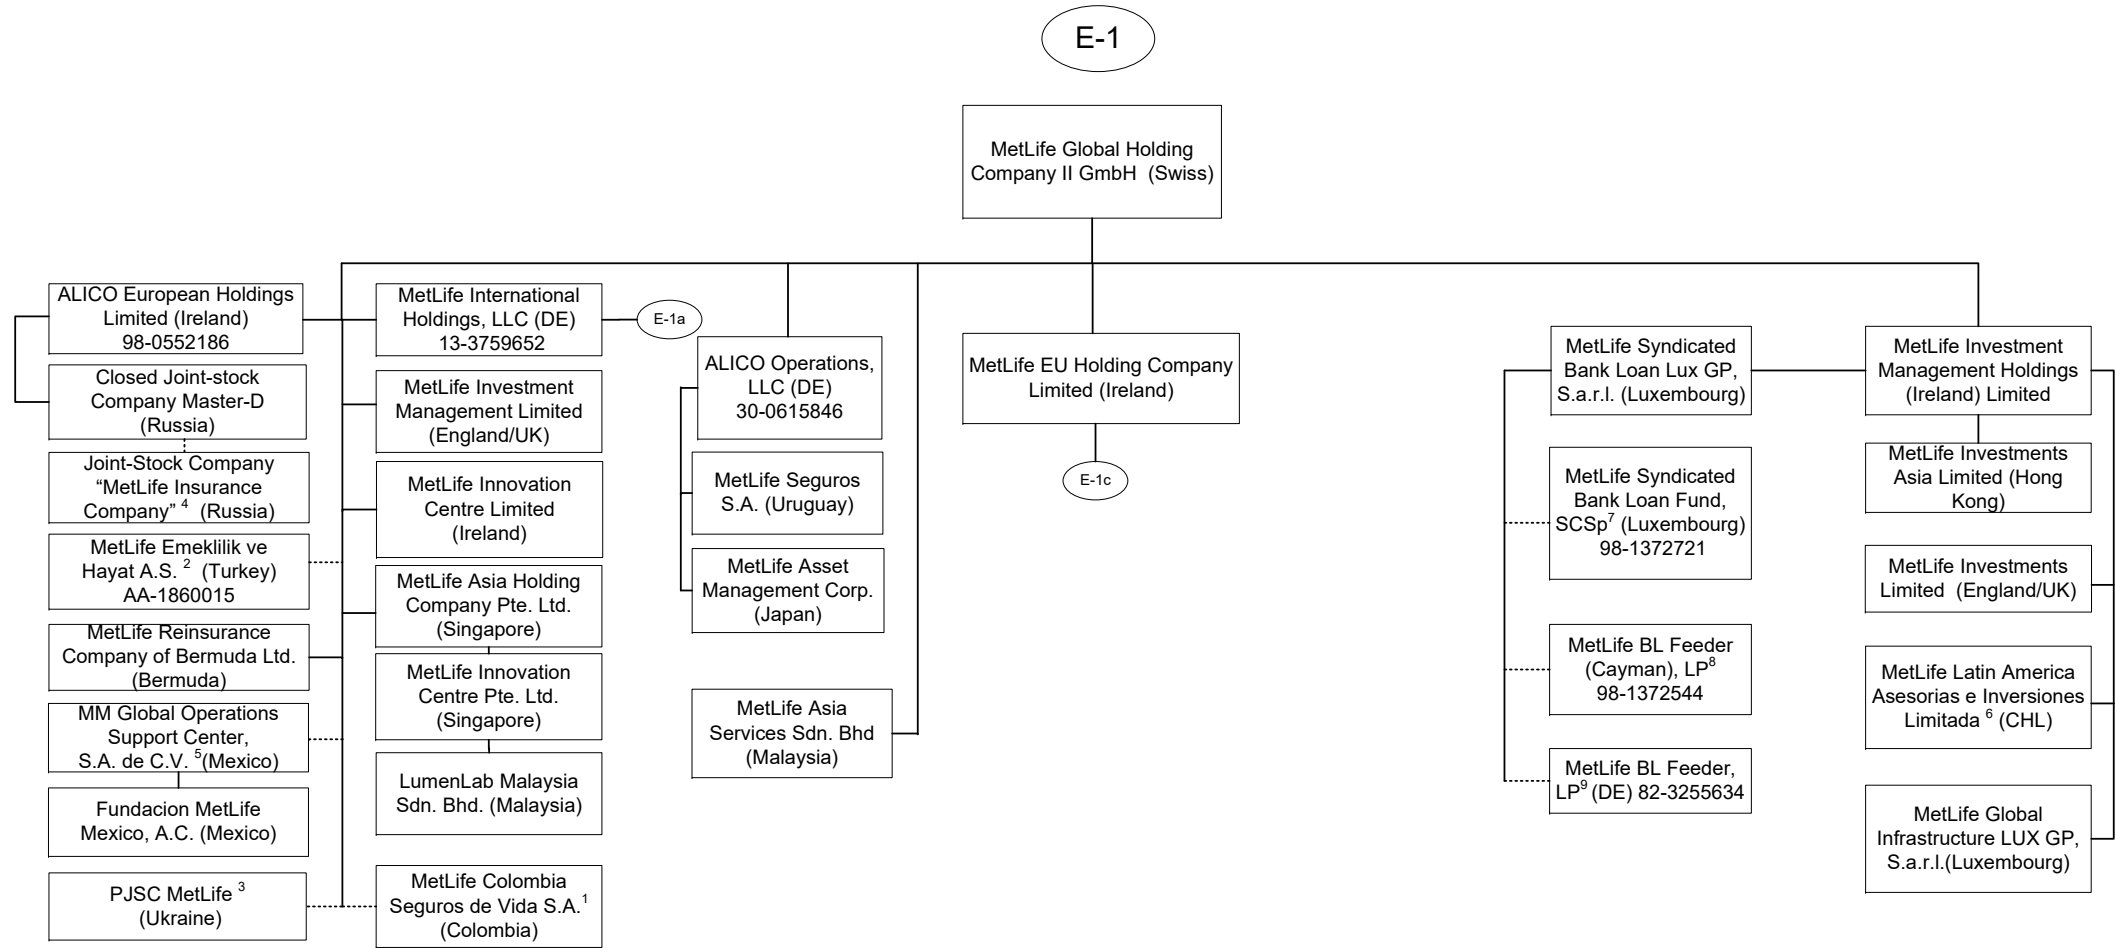 E-1
MetLife Global Holding
Company II GmbH (Swiss)
ALICO European Holdings
Limited (Ireland)
98-0552186
Closed Joint-stock
Company Master-D
(Russia)
Joint-Stock Company
“MetLife Insurance
Company” 4 (Russia)
MetLife Emeklilik ve
Hayat A.S. 2 (Turkey)
AA-1860015
MetLife Reinsurance
Company of Bermuda Ltd.
(Bermuda)
MM Global Operations
Support Center,
S.A. de C.V. 5(Mexico)
Fundacion MetLife
Mexico, A.C. (Mexico)
PJSC MetLife 3
(Ukraine)
MetLife International
Holdings, LLC (DE)
13-3759652
E-1a
MetLife Investment
Management Limited
(England/UK)
MetLife Innovation
Centre Limited
(Ireland)
MetLife Asia Holding
Company Pte. Ltd.
(Singapore)
MetLife Innovation
Centre Pte. Ltd.
(Singapore)
LumenLab Malaysia
Sdn. Bhd. (Malaysia)
MetLife Colombia
Seguros de Vida S.A.1
(Colombia)
ALICO Operations,
LLC (DE)
30-0615846
MetLife Seguros
S.A. (Uruguay)
MetLife Asset
Management Corp.
(Japan)
MetLife Asia
Services Sdn. Bhd
(Malaysia)
MetLife EU Holding Company
Limited (Ireland)
E-1c
MetLife Syndicated
Bank Loan Lux GP,
S.a.r.l. (Luxembourg)
MetLife Syndicated
Bank Loan Fund,
SCSp7 (Luxembourg)
98-1372721
MetLife BL Feeder
(Cayman), LP8
98-1372544
MetLife BL Feeder,
LP9 (DE) 82-3255634
MetLife Investment
Management Holdings
(Ireland) Limited
MetLife Investments
Asia Limited (Hong
Kong)
MetLife Investments
Limited (England/UK)
MetLife Latin America
Asesorias e Inversiones
Limitada 6 (CHL)
MetLife Global
Infrastructure LUX GP,
S.a.r.l.(Luxembourg)